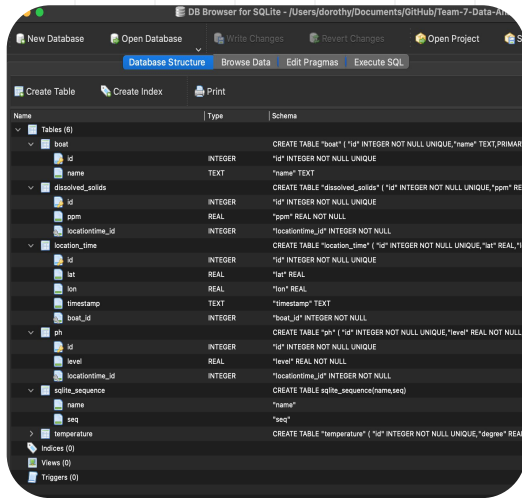 DB Browser for SQLite - /Users/dorothy/Documents/GitHub/Team-7-Data-An
New Database Open Database Write Changes Revert Changes Open Project S
Database Structure Browse Data Edit Pragmas Execute SQL
Create Table Create Index Print
Name Type Schema
Tables (6)
boat CREATE TABLE "boat" ( "id" INTEGER NOT NULL UNIQUE,"name" TEXT,PRIMAR
id INTEGER "id" INTEGER NOT NULL UNIQUE
name TEXT "name" TEXT
dissolved_solids CREATE TABLE "dissolved_solids" ( "id" INTEGER NOT NULL UNIQUE,"ppm" RE
id INTEGER "id" INTEGER NOT NULL UNIQUE
ppm REAL "ppm" REAL NOT NULL
locationtime_id INTEGER "locationtime_id" INTEGER NOT NULL
location_time CREATE TABLE "location_time" ( "id" INTEGER NOT NULL UNIQUE,"lat" REAL,"l
id INTEGER "id" INTEGER NOT NULL UNIQUE
lat REAL "lat" REAL
lon REAL "lon" REAL
timestamp TEXT "timestamp" TEXT
boat_id INTEGER "boat_id" INTEGER NOT NULL
ph CREATE TABLE "ph" ( "id" INTEGER NOT NULL UNIQUE,"level" REAL NOT NULL
id INTEGER "id" INTEGER NOT NULL UNIQUE
level REAL "level" REAL NOT NULL
locationtime_id INTEGER "locationtime_id" INTEGER NOT NULL
sqlite_sequence CREATE TABLE sqlite_sequence(name,seq)
name "name"
seq "seq"
temperature CREATE TABLE "temperature" ( "id" INTEGER NOT NULL UNIQUE,"degree" REA
Indices (0)
Views (0)
Triggers (0)